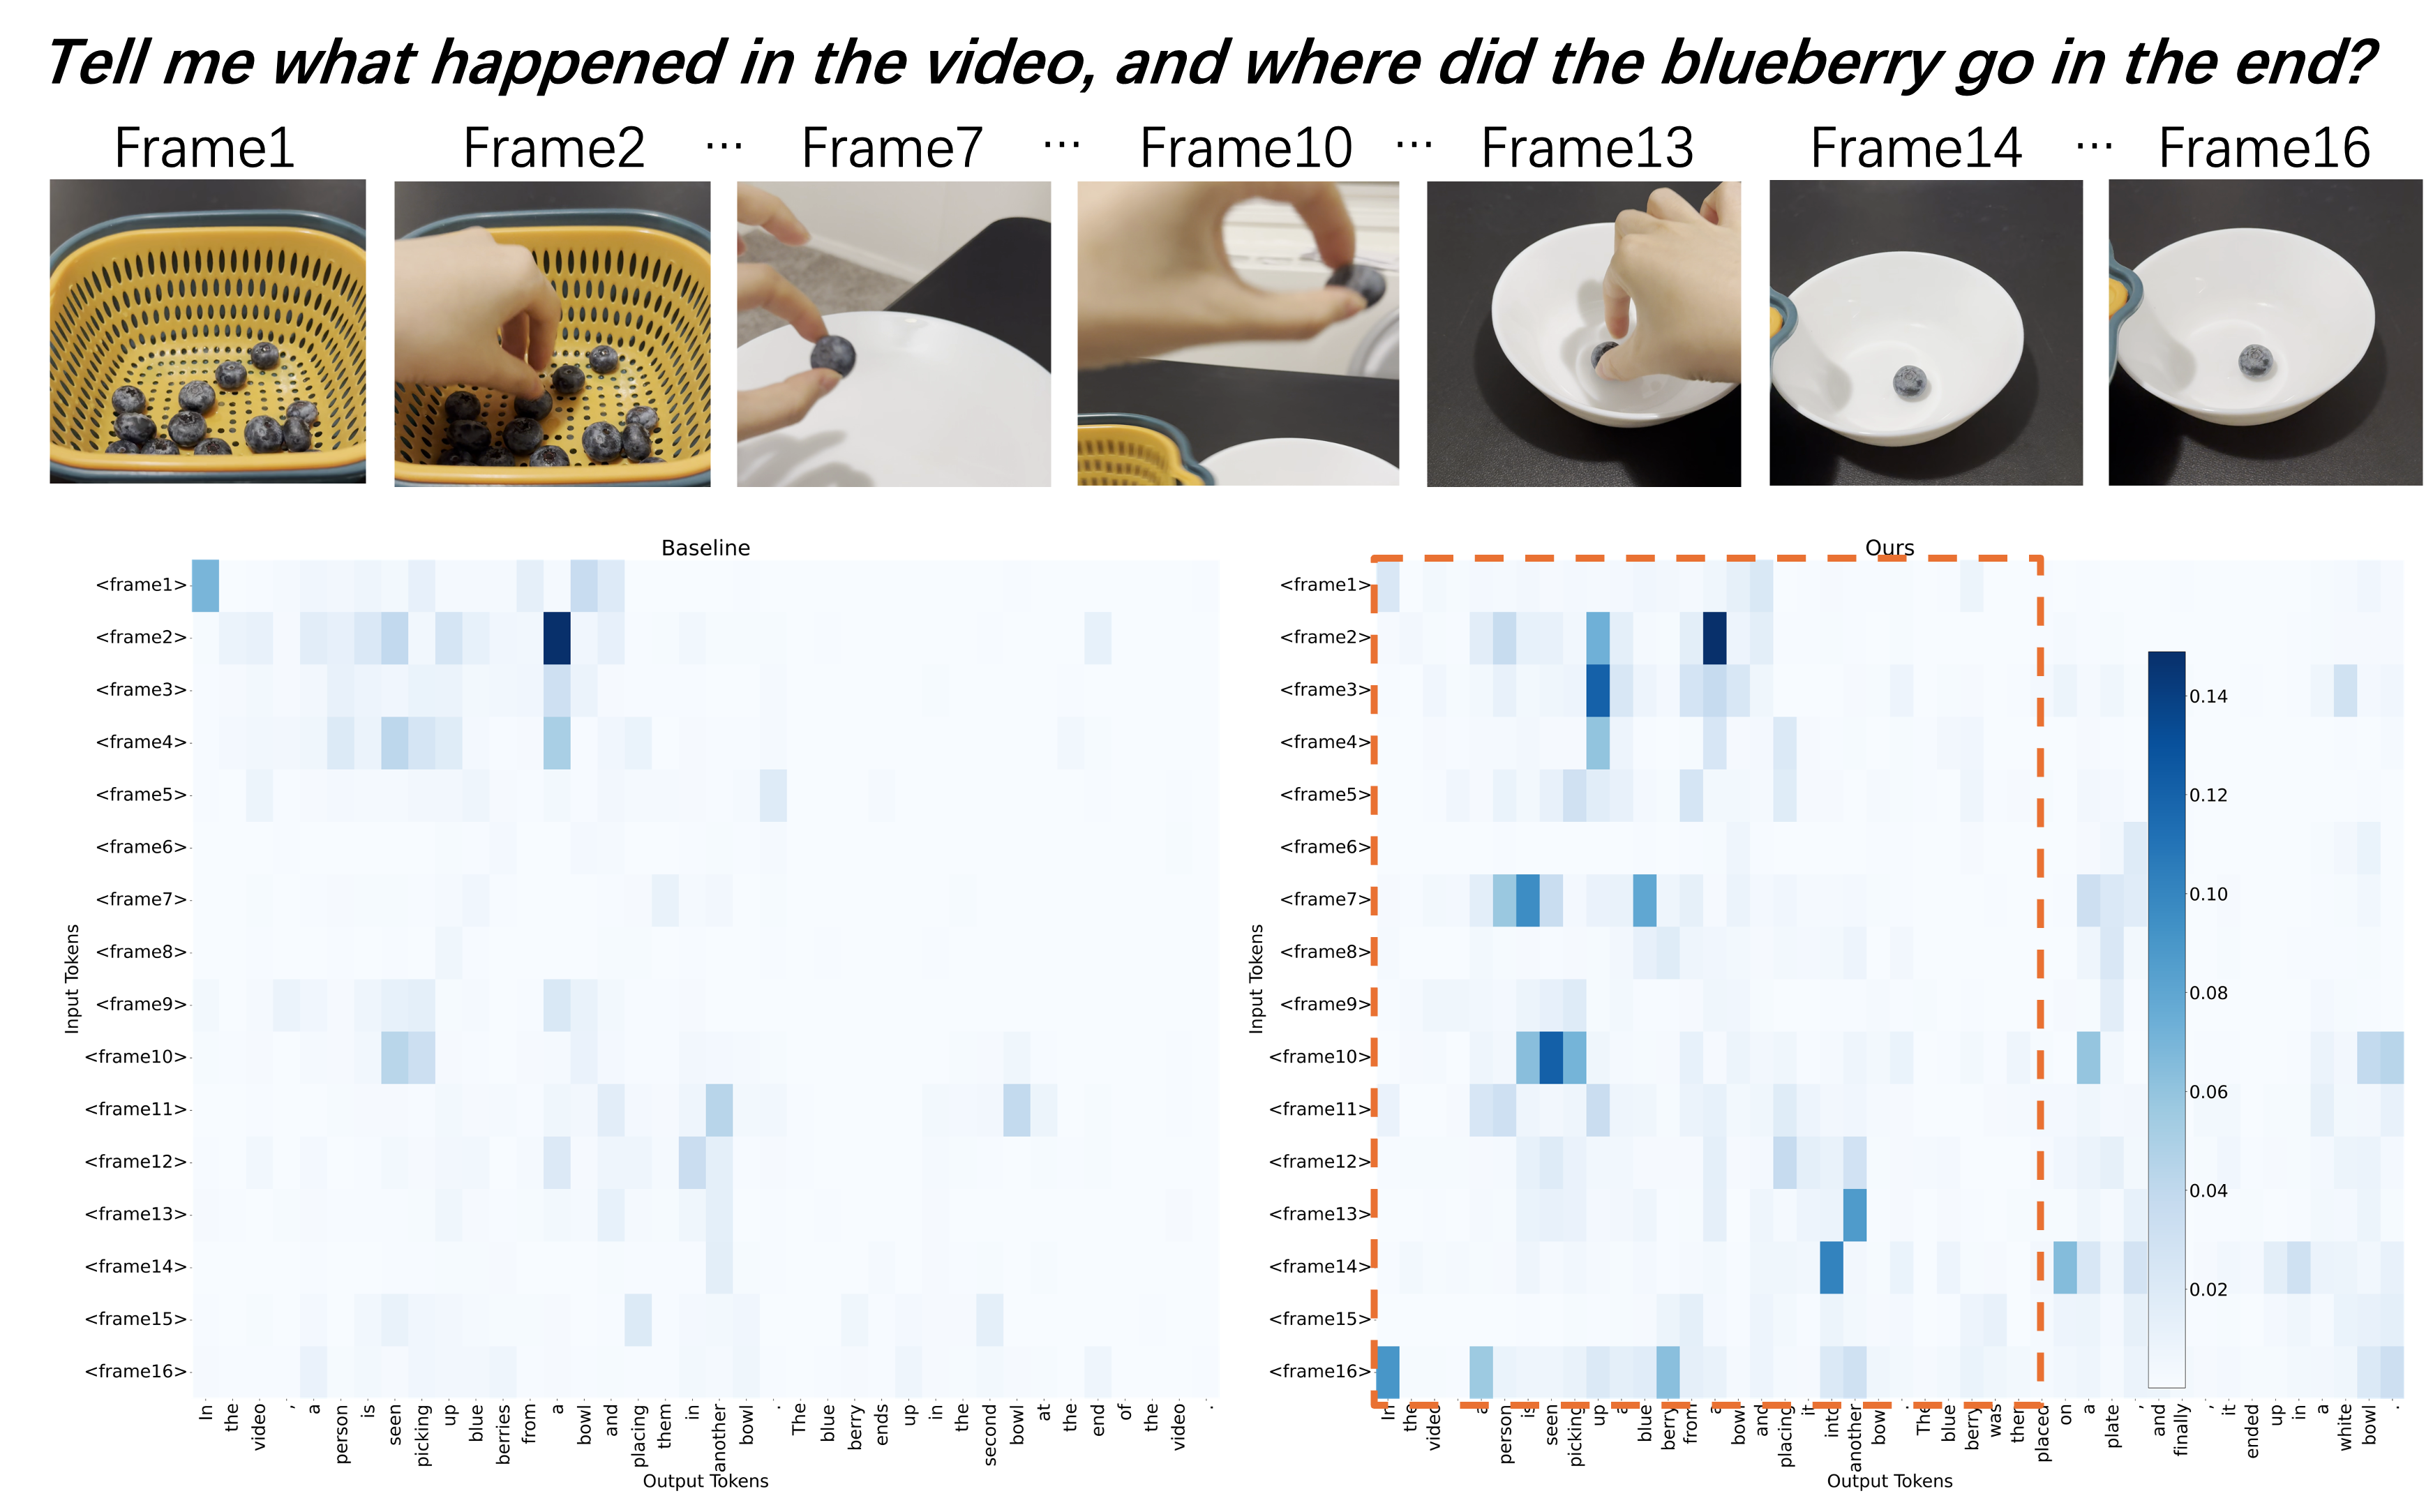 Tell me what happened in the video, and where did the blueberry go in the end?
Frame1 Frame2 ... Frame7 ... Frame10 ... Frame13 Frame14 ... Frame16
Baseline
<frame1>
<frame2>
<frame3>
<frame4>
<frame5>
<frame6>
<frame7>
<frame8>
<frame9>
<frame10>
<frame11>
<frame12>
<frame13>
<frame14>
<frame15>
<frame16>
Input Tokens
In the video , a person is seen picking up blue berries from a bowl and placing them in another bowl . The blue berry ends up in the second bowl at the end of the video .
Output Tokens
Ours
<frame1>
<frame2>
<frame3>
<frame4>
<frame5>
<frame6>
<frame7>
<frame8>
<frame9>
<frame10>
<frame11>
<frame12>
<frame13>
<frame14>
<frame15>
<frame16>
Input Tokens
In the video , a person is seen picking up a blue berry from a bowl and placing it into another bowl . The blue berry was then placed on a plate , and finally , it ended up in a white bowl .
Output Tokens
0.14
0.12
0.10
0.08
0.06
0.04
0.02